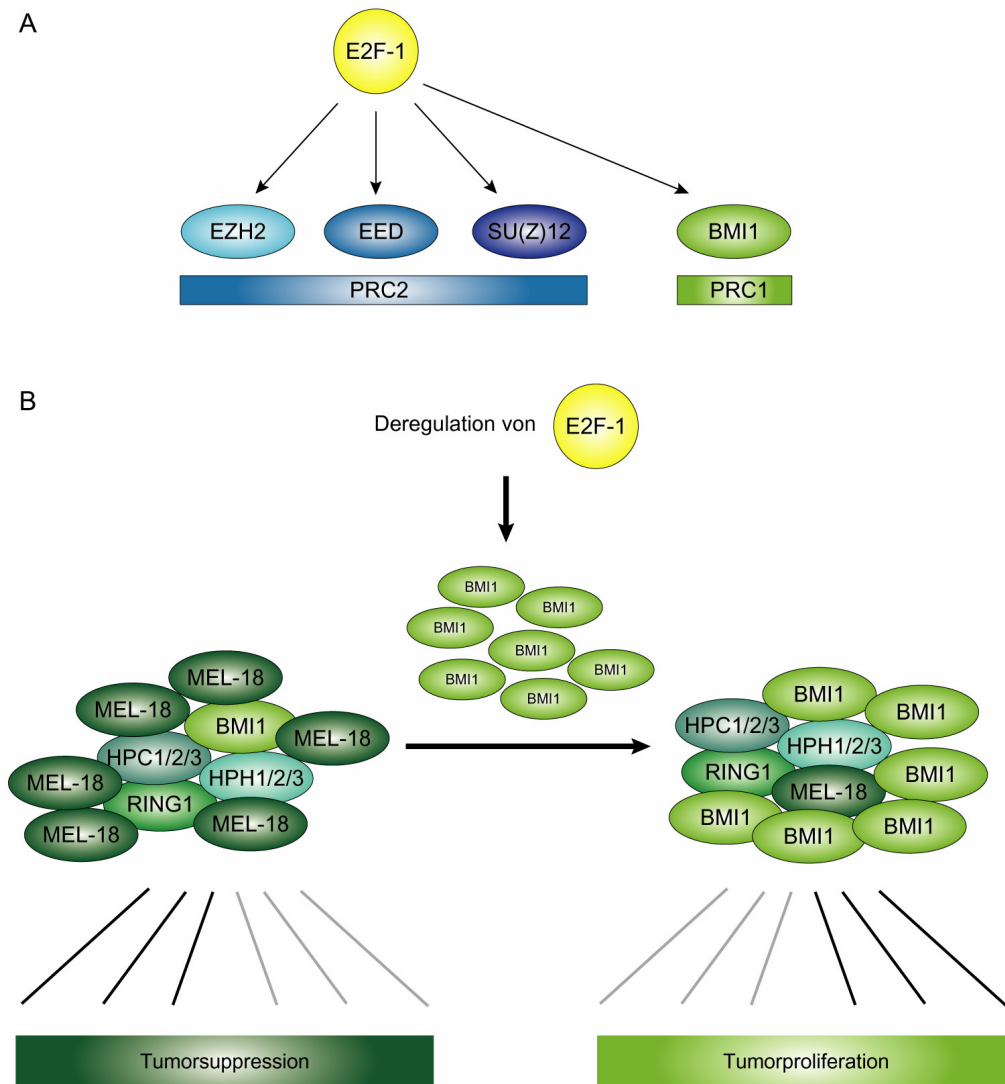 A
E2F-1
EZH2
EED
SU(Z)12
BMI1
PRC2
PRC1
B
Deregulation von
E2F-1
BMI1
BMI1
BMI1
BMI1
BMI1
BMI1
BMI1
MEL-18
MEL-18
BMI1
MEL-18
HPC1/2/3
MEL-18
HPH1/2/3
RING1
MEL-18
MEL-18
BMI1
BMI1
HPC1/2/3
HPH1/2/3
RING1
BMI1
MEL-18
BMI1
BMI1
BMI1
Tumorsuppression
Tumorproliferation